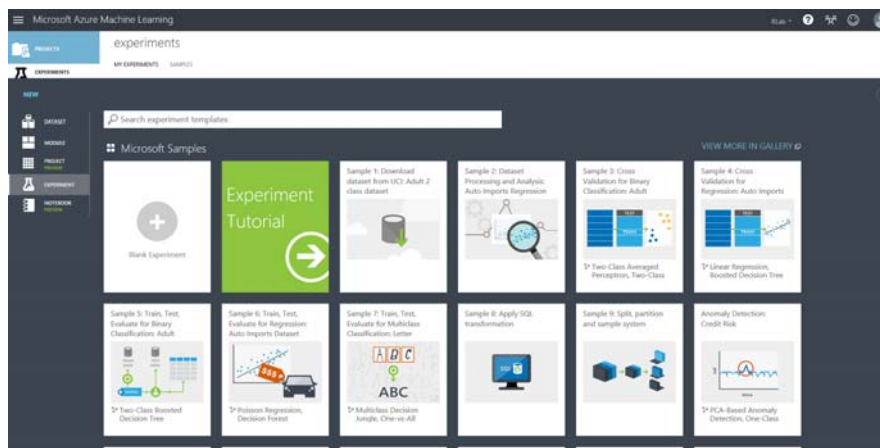 Microsoft Azure Machine Learning
RLab
?
PROJECTS
experiments
EXPERIMENTS
MY EXPERIMENTS SAMPLES
NEW
DATASET
MODULE
PROJECT
PREVIEW
EXPERIMENT
NOTEBOOK
PREVIEW
Search experiment templates
Microsoft Samples
VIEW MORE IN GALLERY
Blank Experiment
Experiment
Tutorial
Sample 1: Download
dataset from UCI: Adult 2
class dataset
Sample 2: Dataset
Processing and Analysis:
Auto Imports Regression
Sample 3: Cross
Validation for Binary
Classification: Adult
TEST
TRAIN
Two-Class Averaged
Perceptron, Two-Class
Sample 4: Cross
Validation for
Regression: Auto Imports
TEST
TRAIN
Linear Regression,
Boosted Decision Tree
Sample 5: Train, Test,
Evaluate for Binary
Classification: Adult
Two-Class Boosted
Decision Tree
Sample 6: Train, Test,
Evaluate for Regression:
Auto Imports Dataset
$$$
Poisson Regression,
Decision Forest
Sample 7: Train, Test,
Evaluate for Multiclass
Classification: Letter
ADC
ABC
Multiclass Decision
Jungle, One-vs-All
Sample 8: Apply SQL
transformation
SQL
Sample 9: Split, partition
and sample system
Anomaly Detection:
Credit Risk
PCA-Based Anomaly
Detection, One-Class